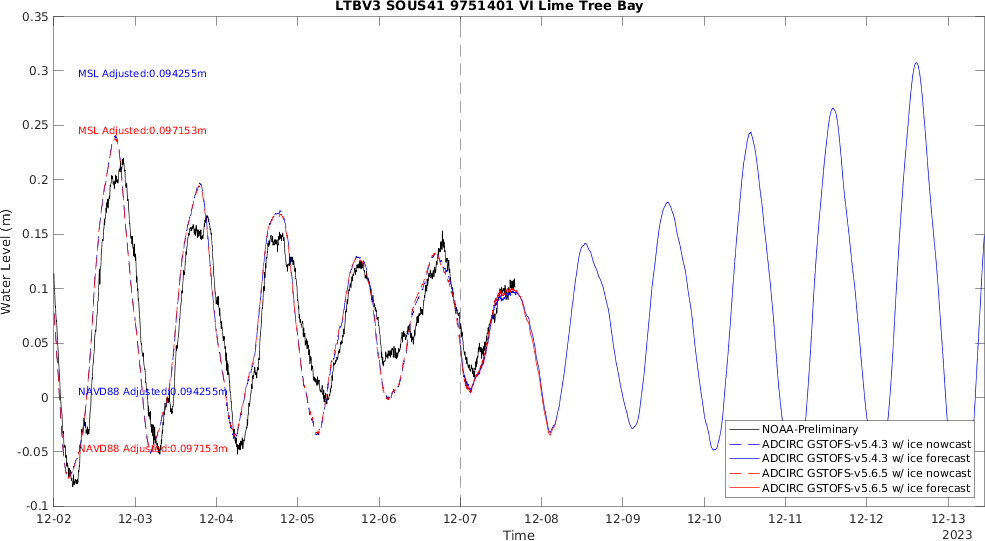 LTBV3 SOUS41 9751401 VI Lime Tree Bay
0.35
0.3
0.25
0.2
0.15
0.1
0.05
0
-0.05
-0.1
Water Level (m)
MSL Adjusted:0.094255m
MSL Adjusted:0.097153m
NAVD88 Adjusted:0.094255m
NAVD88 Adjusted:0.097153m
NOAA-Preliminary
ADCIRC GSTOFS-v5.4.3 w/ ice nowcast
ADCIRC GSTOFS-v5.4.3 w/ ice forecast
ADCIRC GSTOFS-v5.6.5 w/ ice nowcast
ADCIRC GSTOFS-v5.6.5 w/ ice forecast
12-02 12-03 12-04 12-05 12-06 12-07 12-08 12-09 12-10 12-11 12-12 12-13
Time
2023